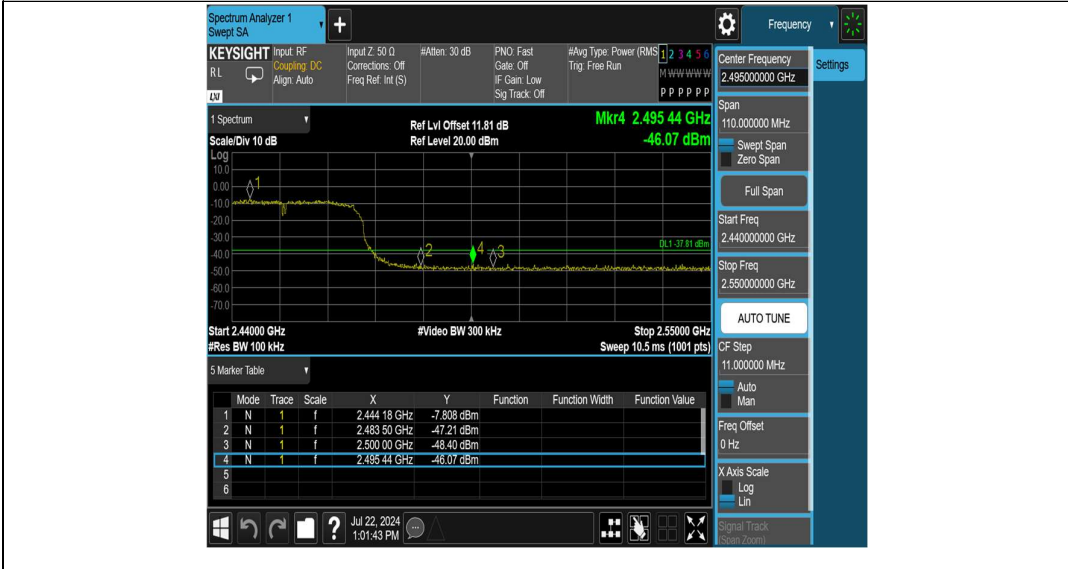 Spectrum Analyzer 1
Swept SA
Frequency
KEYSIGHT
RL
LXI
Input: RF
Coupling: DC
Align: Auto
Input Z: 50 Ω
Corrections: Off
Freq Ref: Int (S)
#Atten: 30 dB
PNO: Fast
Gate: Off
IF Gain: Low
Sig Track: Off
#Avg Type: Power (RMS
Trig: Free Run
1 2 3 4 5 6
M W W W W W
P P P P P P
1 Spectrum
Scale/Div 10 dB
Ref Lvl Offset 11.81 dB
Ref Level 20.00 dBm
Mkr4 2.495 44 GHz
-46.07 dBm
Log
10.0
0.00
-10.0
-20.0
-30.0
-40.0
-50.0
-60.0
-70.0
1
2
4
3
DL1 -37.81 dBm
Start 2.44000 GHz
#Video BW 300 kHz
Stop 2.55000 GHz
#Res BW 100 kHz
Sweep 10.5 ms (1001 pts)
5 Marker Table
Mode Trace Scale X Y Function Function Width Function Value
1 N 1 f 2.444 18 GHz -7.808 dBm
2 N 1 f 2.483 50 GHz -47.21 dBm
3 N 1 f 2.500 00 GHz -48.40 dBm
4 N 1 f 2.495 44 GHz -46.07 dBm
5
6
?
Jul 22, 2024
1:01:43 PM
Center Frequency
2.495000000 GHz
Settings
Span
110.000000 MHz
Swept Span
Zero Span
Full Span
Start Freq
2.440000000 GHz
Stop Freq
2.550000000 GHz
AUTO TUNE
CF Step
11.000000 MHz
Auto
Man
Freq Offset
0 Hz
X Axis Scale
Log
Lin
Signal Track
(Span Zoom)